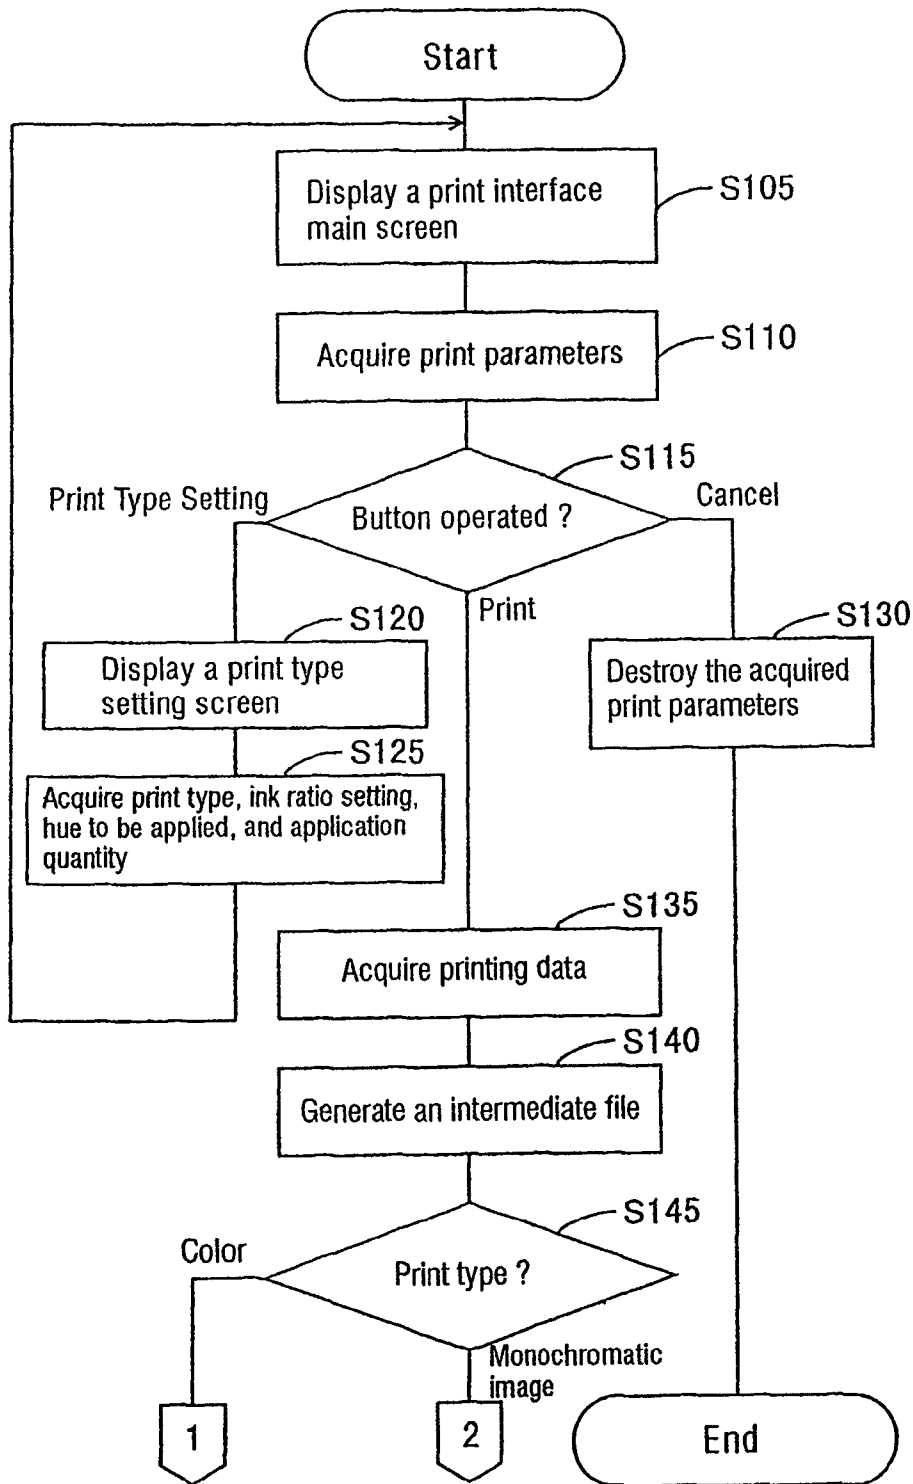 Start
Display a print interface
main screen
S105
Acquire print parameters
S110
S115
Print Type Setting
Button operated ?
Cancel
Print
S120
Display a print type
setting screen
S130
Destroy the acquired
print parameters
S125
Acquire print type, ink ratio setting,
hue to be applied, and application
quantity
S135
Acquire printing data
S140
Generate an intermediate file
S145
Color
Print type ?
Monochromatic
image
1
2
End